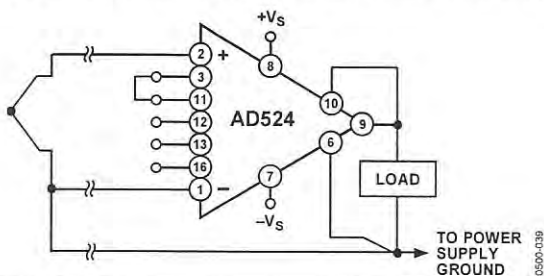 +VS
2
+
8
3
11
10
12
AD524
9
13
6
16
7
1
−
LOAD
−VS
TO POWER
SUPPLY
GROUND
0500-039